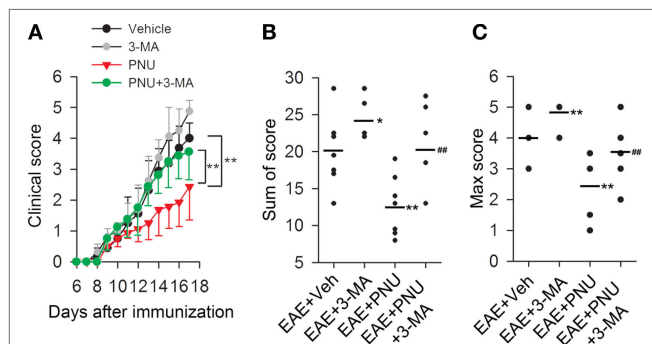 A
Vehicle
3-MA
PNU
PNU+3-MA
Clinical score
6
5
4
3
2
1
0
**
**
6 8 10 12 13 14 16 18
Days after immunization
B
Sum of score
30
25
20
15
10
5
0
*
**
##
EAE+Veh
EAE+3-MA
EAE+PNU
EAE+PNU
+3-MA
C
Max score
6
5
4
3
2
1
0
**
**
##
EAE+Veh
EAE+3-MA
EAE+PNU
EAE+PNU
+3-MA